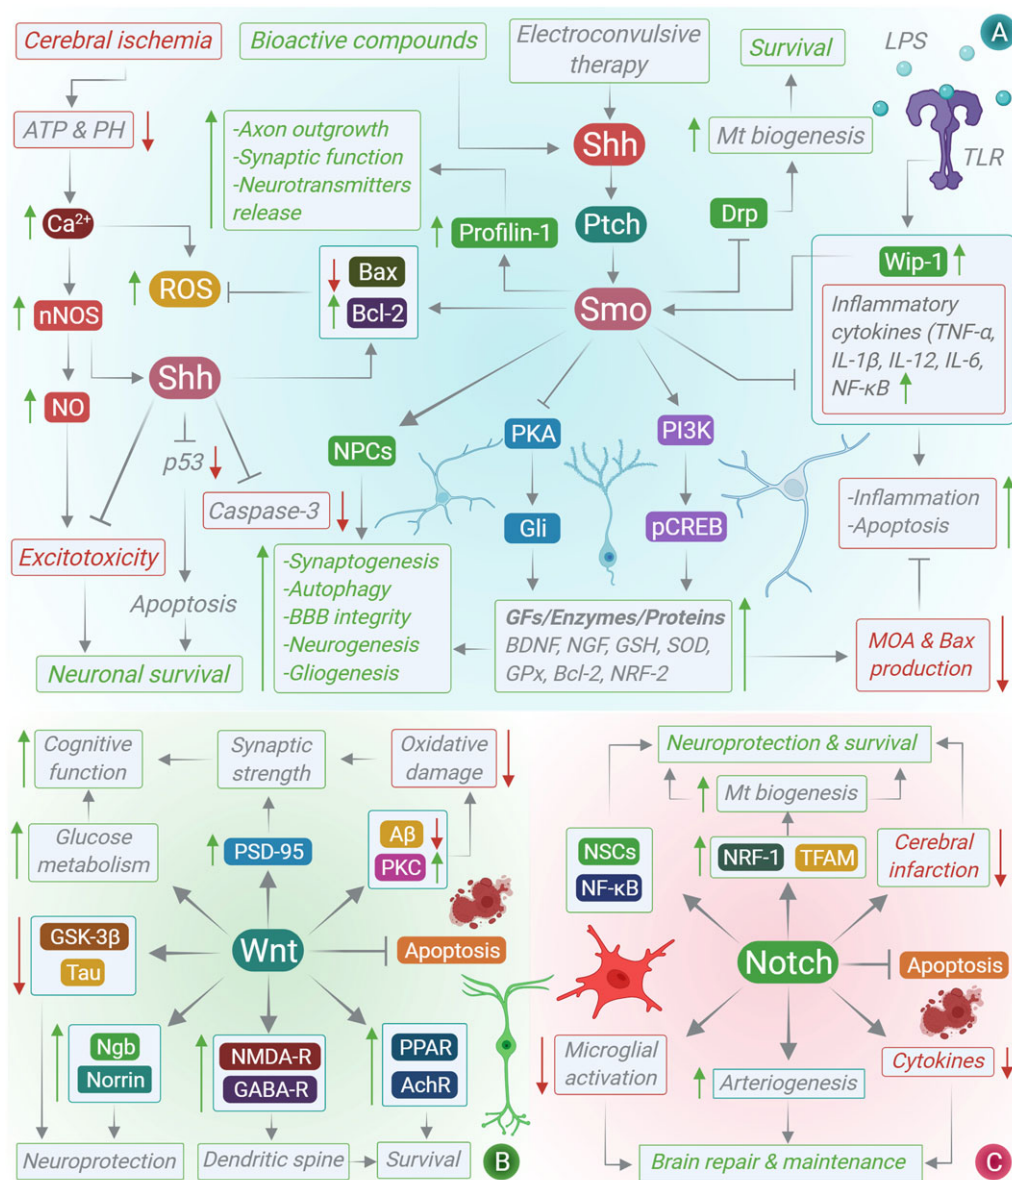 A
Cerebral ischemia
Bioactive compounds
Electroconvulsive
therapy
Survival
LPS
TLR
ATP & PH
-Axon outgrowth
-Synaptic function
-Neurotransmitters
release
Shh
Mt biogenesis
Ca2+
Profilin-1
Ptch
Drp
Wip-1
ROS
Bax
Bcl-2
Smo
Inflammatory
cytokines (TNF-α,
IL-1β, IL-12, IL-6,
NF-κB
nNOS
Shh
NO
NPCs
PKA
PI3K
p53
Caspase-3
Gli
pCREB
-Inflammation
-Apoptosis
Excitotoxicity
-Synaptogenesis
-Autophagy
-BBB integrity
-Neurogenesis
-Gliogenesis
Apoptosis
GFs/Enzymes/Proteins
BDNF, NGF, GSH, SOD,
GPx, Bcl-2, NRF-2
MOA & Bax
production
Neuronal survival
Cognitive
function
Synaptic
strength
Oxidative
damage
Glucose
metabolism
PSD-95
Aβ
PKC
GSK-3β
Tau
Wnt
Apoptosis
Ngb
Norrin
NMDA-R
GABA-R
PPAR
AchR
Neuroprotection
Dendritic spine
Survival
B
Neuroprotection & survival
Mt biogenesis
NSCs
NF-κB
NRF-1
TFAM
Cerebral
infarction
Notch
Apoptosis
Microglial
activation
Arteriogenesis
Cytokines
Brain repair & maintenance
C